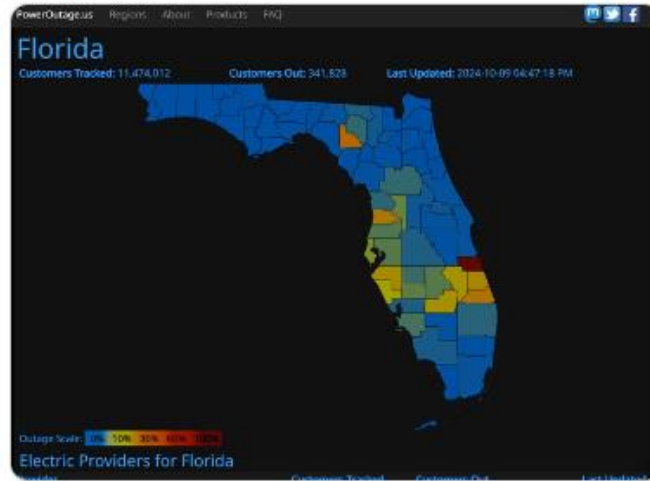 PowerOutage.us Regions About Products FAQ
Florida
Customers Tracked: 11,474,012 Customers Out: 341,828 Last Updated: 2024-10-09 04:47:18 PM
Outage Scale: 0% 10% 30% 60% 100%
Electric Providers for Florida
Provider Customers Tracked Customers Out Last Updated